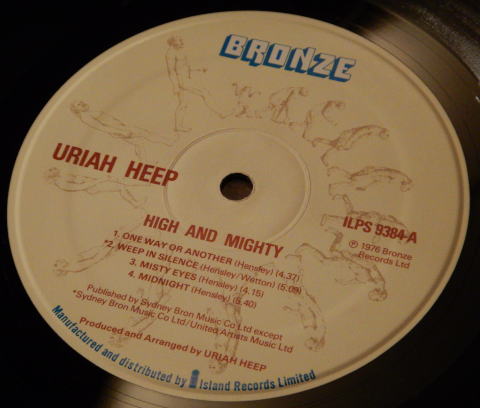 BRONZE
URIAH HEEP
HIGH AND MIGHTY
ILPS 9384-A
℗ 1976 Bronze
Records Ltd
1. ONE WAY OR ANOTHER (Hensley) (4.37)
*2. WEEP IN SILENCE (Hensley/Wetton) (5.09)
3. MISTY EYES (Hensley) (4.15)
4. MIDNIGHT (Hensley) (5.40)
Published by Sydney Bron Music Co Ltd except
*Sydney Bron Music Co Ltd/United Artists Music Ltd
Produced and Arranged by URIAH HEEP
Manufactured and distributed by Island Records Limited